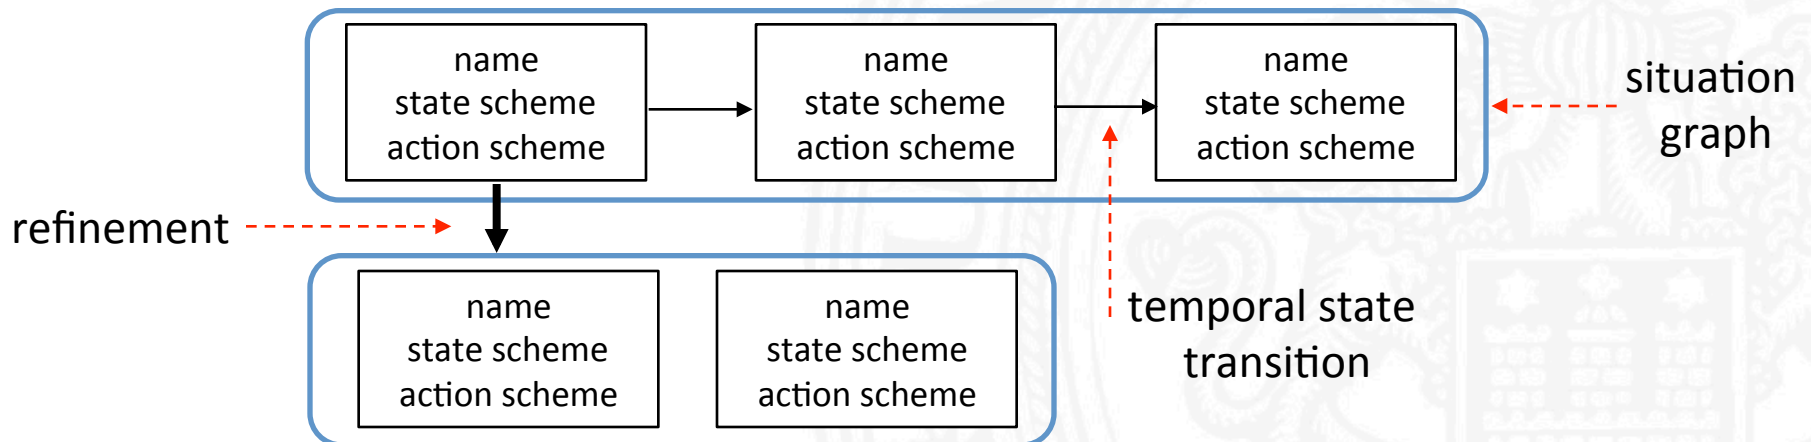 name
state scheme
action scheme
name
state scheme
action scheme
name
state scheme
action scheme
situation
graph
refinement
name
state scheme
action scheme
name
state scheme
action scheme
temporal state
transition